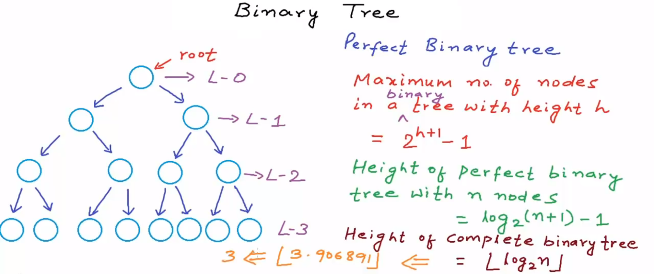 Binary Tree
root
L-0
L-1
L-2
L-3
Perfect Binary tree
Maximum no. of nodes
in a binary tree with height h
= 2^(h+1) - 1
Height of perfect binary
tree with n nodes
= log₂(n+1) - 1
Height of complete binary tree
= ⌊log₂n⌋
3 ⇐ ⌊3.906891⌋ ⇐